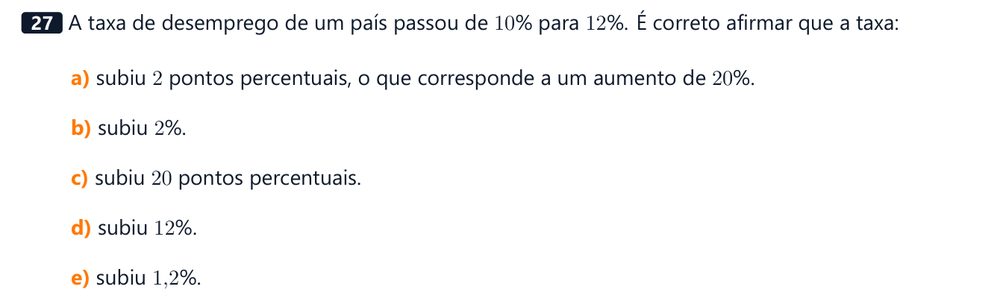 27 A taxa de desemprego de um país passou de 10% para 12%. É correto afirmar que a taxa:
a) subiu 2 pontos percentuais, o que corresponde a um aumento de 20%.
b) subiu 2%.
c) subiu 20 pontos percentuais.
d) subiu 12%.
e) subiu 1,2%.